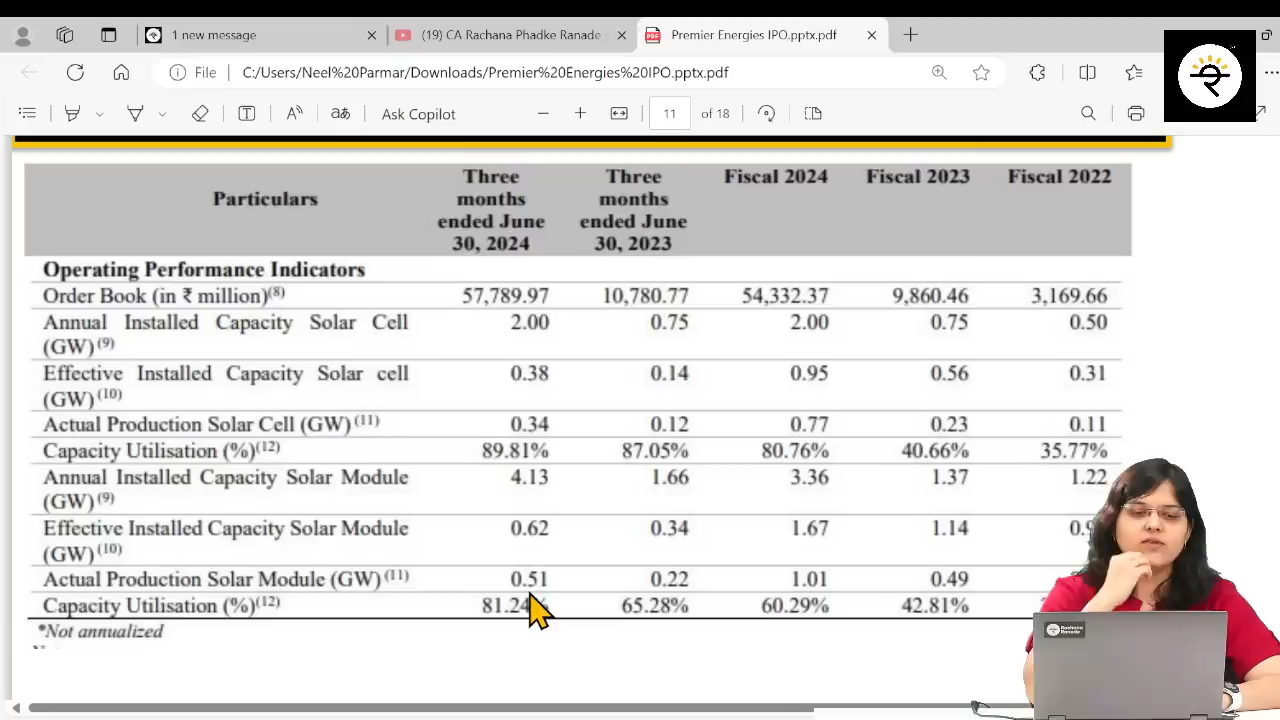 1 new message
(19) CA Rachana Phadke Ranade -
Premier Energies IPO.pptx.pdf
File
C:/Users/Neel%20Parmar/Downloads/Premier%20Energies%20IPO.pptx.pdf
Ask Copilot
11 of 18
Particulars Three months ended June 30, 2024 Three months ended June 30, 2023 Fiscal 2024 Fiscal 2023 Fiscal 2022
Operating Performance Indicators
Order Book (in ₹ million)(8) 57,789.97 10,780.77 54,332.37 9,860.46 3,169.66
Annual Installed Capacity Solar Cell (GW)(9) 2.00 0.75 2.00 0.75 0.50
Effective Installed Capacity Solar cell (GW)(10) 0.38 0.14 0.95 0.56 0.31
Actual Production Solar Cell (GW)(11) 0.34 0.12 0.77 0.23 0.11
Capacity Utilisation (%)(12) 89.81% 87.05% 80.76% 40.66% 35.77%
Annual Installed Capacity Solar Module (GW)(9) 4.13 1.66 3.36 1.37 1.22
Effective Installed Capacity Solar Module (GW)(10) 0.62 0.34 1.67 1.14
Actual Production Solar Module (GW)(11) 0.51 0.22 1.01 0.49
Capacity Utilisation (%)(12) 81.24% 65.28% 60.29% 42.81%
*Not annualized
Rachana
Ranade